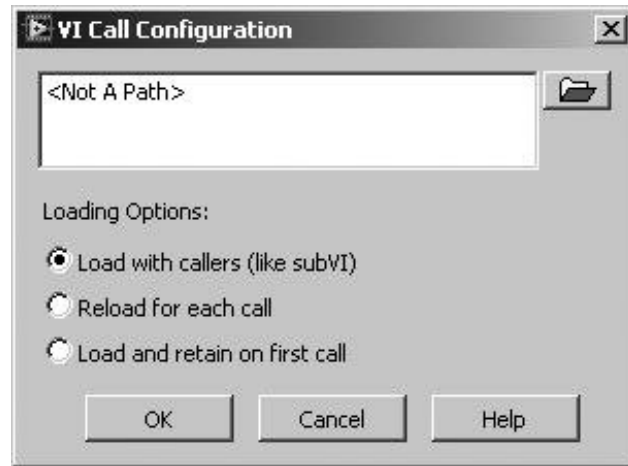 VI Call Configuration
<Not A Path>
Loading Options:
Load with callers (like subVI)
Reload for each call
Load and retain on first call
OK Cancel Help